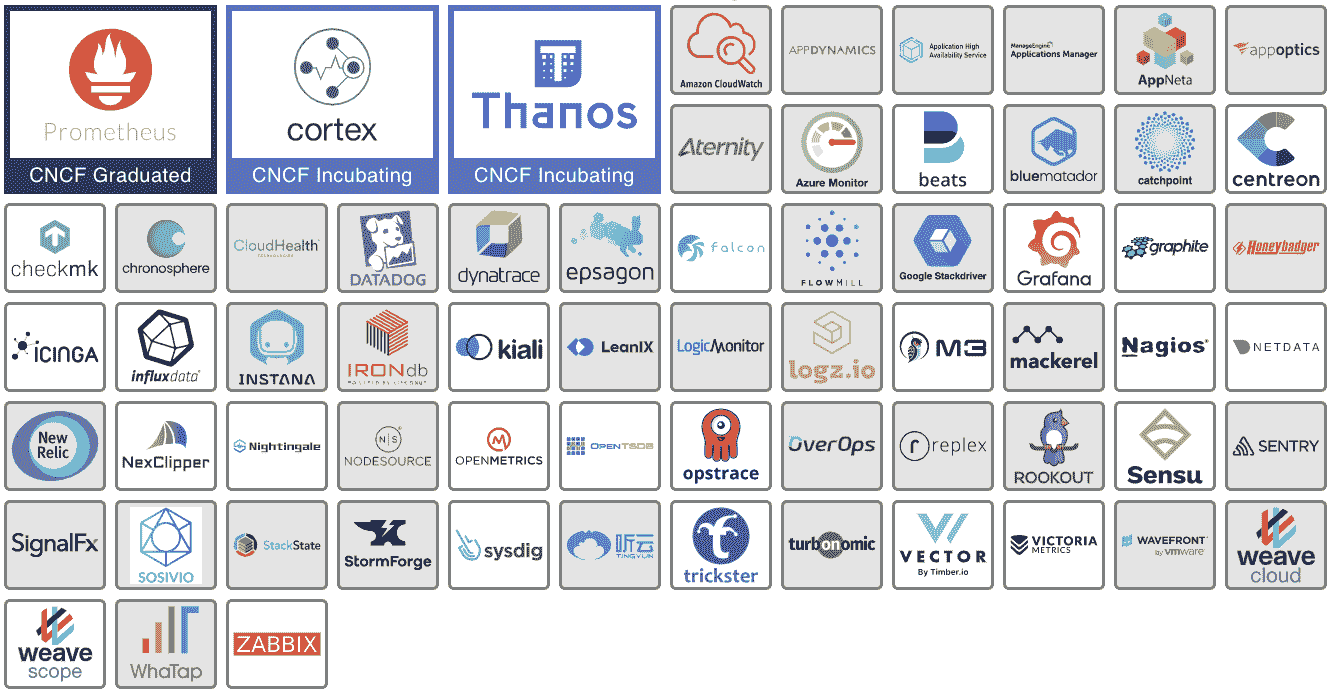 Prometheus
CNCF Graduated
cortex
CNCF Incubating
Thanos
CNCF Incubating
Amazon CloudWatch
APPDYNAMICS
Application High
Availability Service
ManageEngine
Applications Manager
AppNeta
appoptics
Aternity
Azure Monitor
beats
bluematador
catchpoint
centreon
checkmk
chronosphere
CloudHealth
TECHNOLOGIES
DATADOG
dynatrace
epsagon
falcon
FLOWMILL
Google Stackdriver
Grafana
graphite
Honeybadger
ICINGA
influxdata
INSTANA
IRONdb
kiali
LeanIX
LogicMonitor
logz.io
M3
mackerel
Nagios®
NETDATA
New
Relic
NexClipper
Nightingale
N|S
NODESOURCE
OPENMETRICS
OPENTSDB
opstrace
OverOps
r
replex
ROOKOUT
Sensu
SENTRY
SignalFx
SOSIVIO
StackState
StormForge
sysdig
听云
TINGYUN
trickster
turbonomic
VECTOR
By Timber.io
VICTORIA
METRICS
WAVEFRONT
by vmware
weave
cloud
weave
scope
WhaTap
ZABBIX